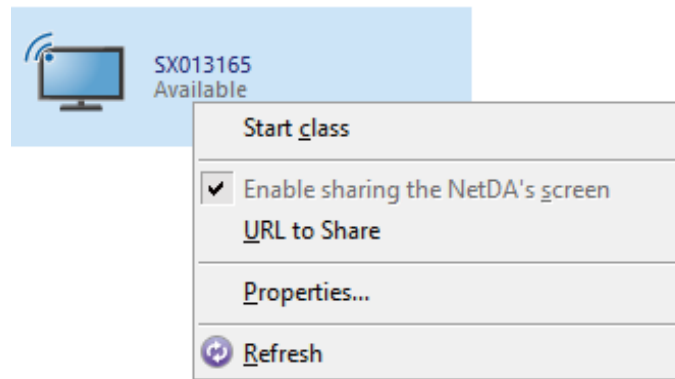 SX013165
Available
Start class
Enable sharing the NetDA's screen
URL to Share
Properties...
Refresh